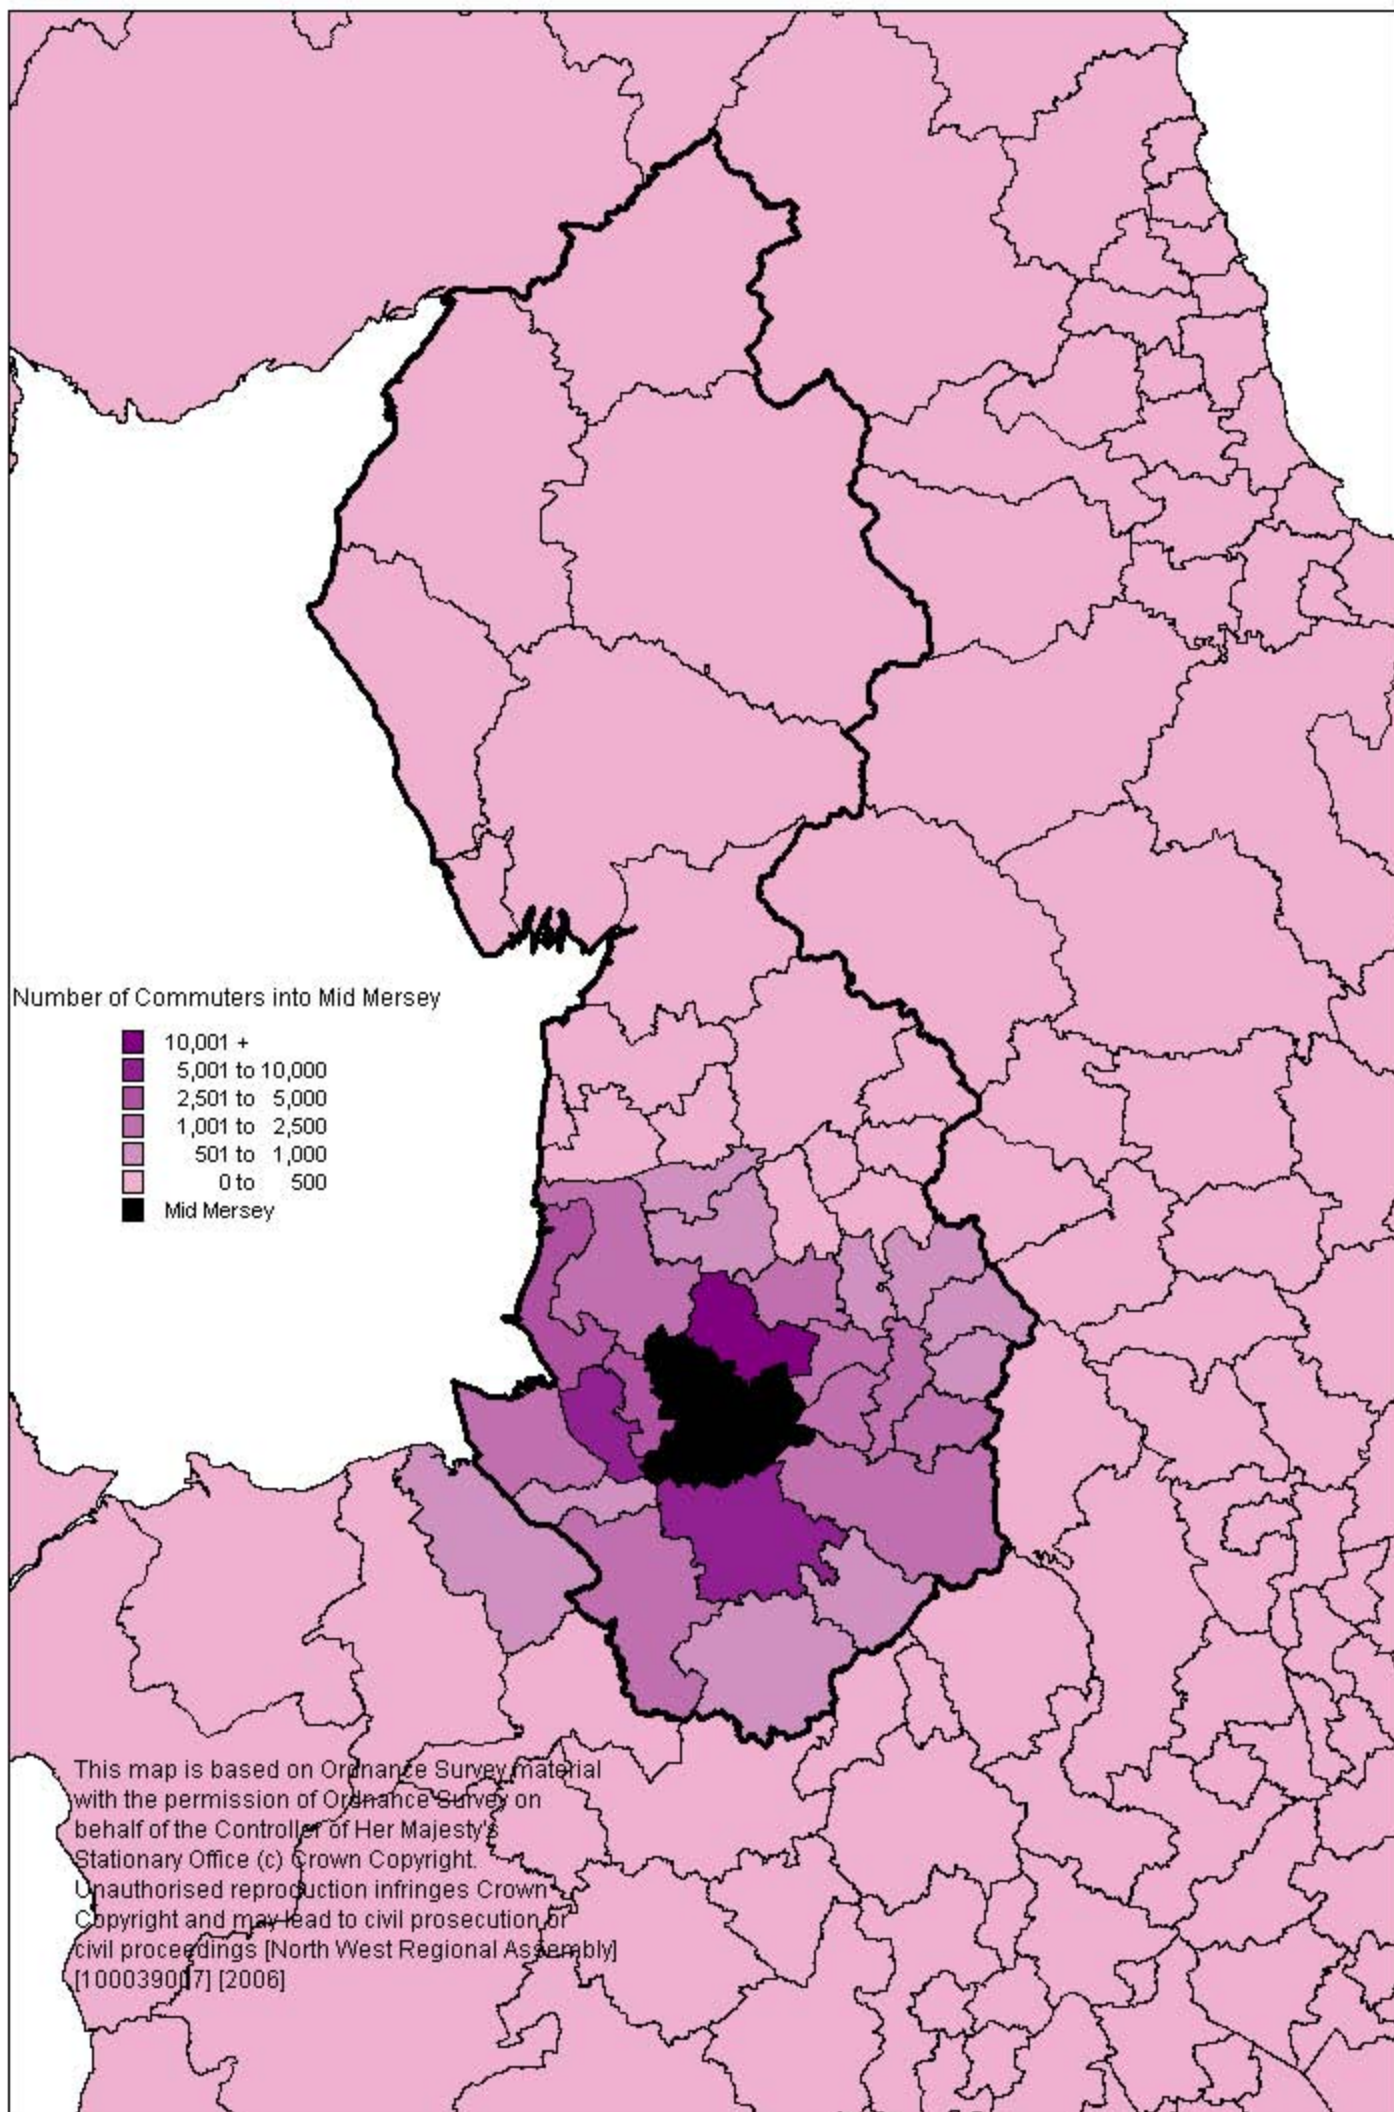 Number of Commuters into Mid Mersey
10,001 +
5,001 to 10,000
2,501 to 5,000
1,001 to 2,500
501 to 1,000
0 to 500
Mid Mersey
This map is based on Ordnance Survey material
with the permission of Ordnance Survey on
behalf of the Controller of Her Majesty's
Stationary Office (c) Crown Copyright.
Unauthorised reproduction infringes Crown
Copyright and may lead to civil prosecution or
civil proceedings [North West Regional Assembly]
[100039007] [2006]